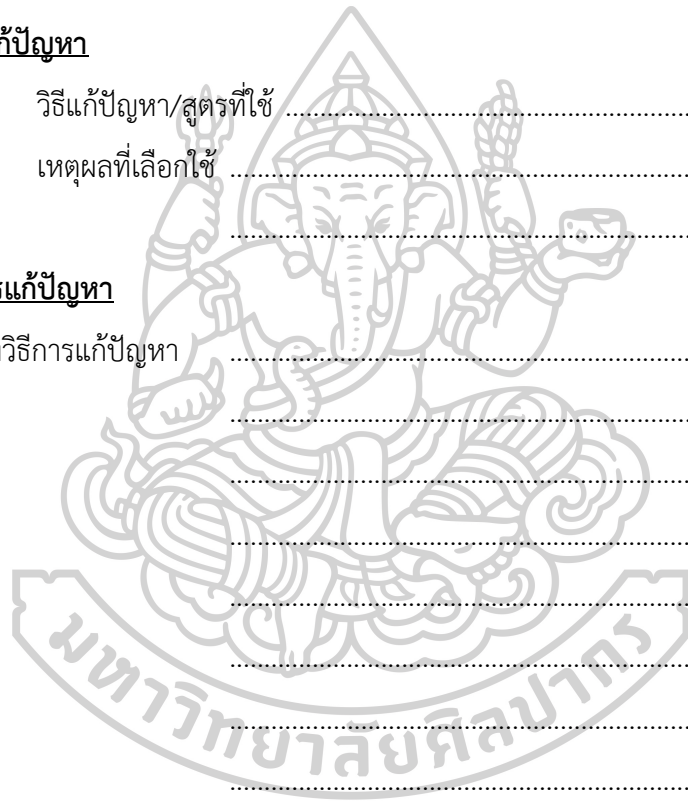 ก้ปัญหา
วิธีแก้ปัญหา/สูตรที่ใช้ ........................................................
เหตุผลที่เลือกใช้ ................................................................
................................................................
รแก้ปัญหา
วิธีการแก้ปัญหา ................................................................
................................................................
................................................................
................................................................
................................................................
................................................................
................................................................
................................................................
มหาวิทยาลัยศิลปากร